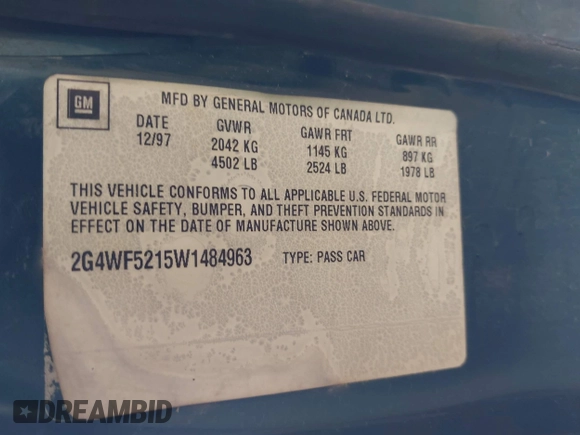 GM
MFD BY GENERAL MOTORS OF CANADA LTD.
DATE GVWR GAWR FRT GAWR RR
12/97 2042 KG 1145 KG 897 KG
4502 LB 2524 LB 1978 LB
THIS VEHICLE CONFORMS TO ALL APPLICABLE U.S. FEDERAL MOTOR
VEHICLE SAFETY, BUMPER, AND THEFT PREVENTION STANDARDS IN
EFFECT ON THE DATE OF MANUFACTURE SHOWN ABOVE.
2G4WF5215W1484963 TYPE: PASS CAR
DREAMBID